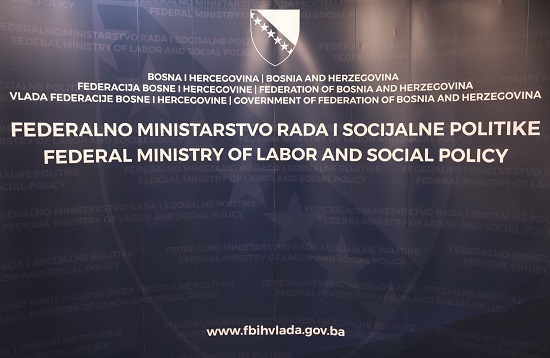 BOSNA I HERCEGOVINA | BOSNIA AND HERZEGOVINA
FEDERACIJA BOSNE I HERCEGOVINE | FEDERATION OF BOSNIA AND HERZEGOVINA
VLADA FEDERACIJE BOSNE I HERCEGOVINE | GOVERNMENT OF FEDERATION OF BOSNIA AND HERZEGOVINA
FEDERALNO MINISTARSTVO RADA I SOCIJALNE POLITIKE
FEDERAL MINISTRY OF LABOR AND SOCIAL POLICY
www.fbihvlada.gov.ba